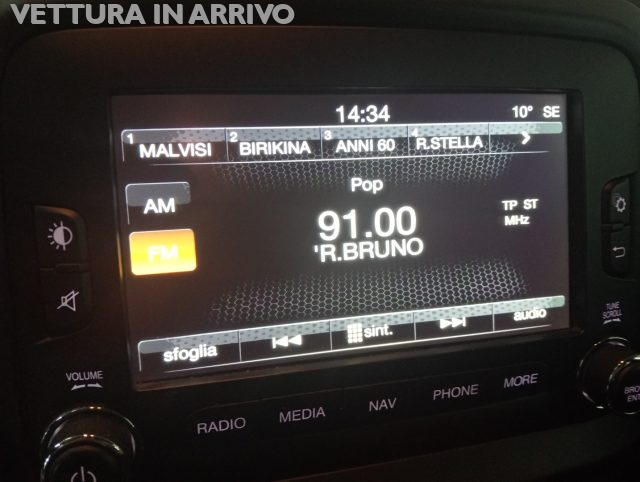 VETTURA IN ARRIVO
14:34 10° SE
1 MALVISI 2 BIRIKINA 3 ANNI 60 4 R.STELLA
Pop
AM
91.00 TP ST
MHz
FM
'R.BRUNO
sfoglia sint. audio
VOLUME
TUNE
SCROLL
RADIO MEDIA NAV PHONE MORE